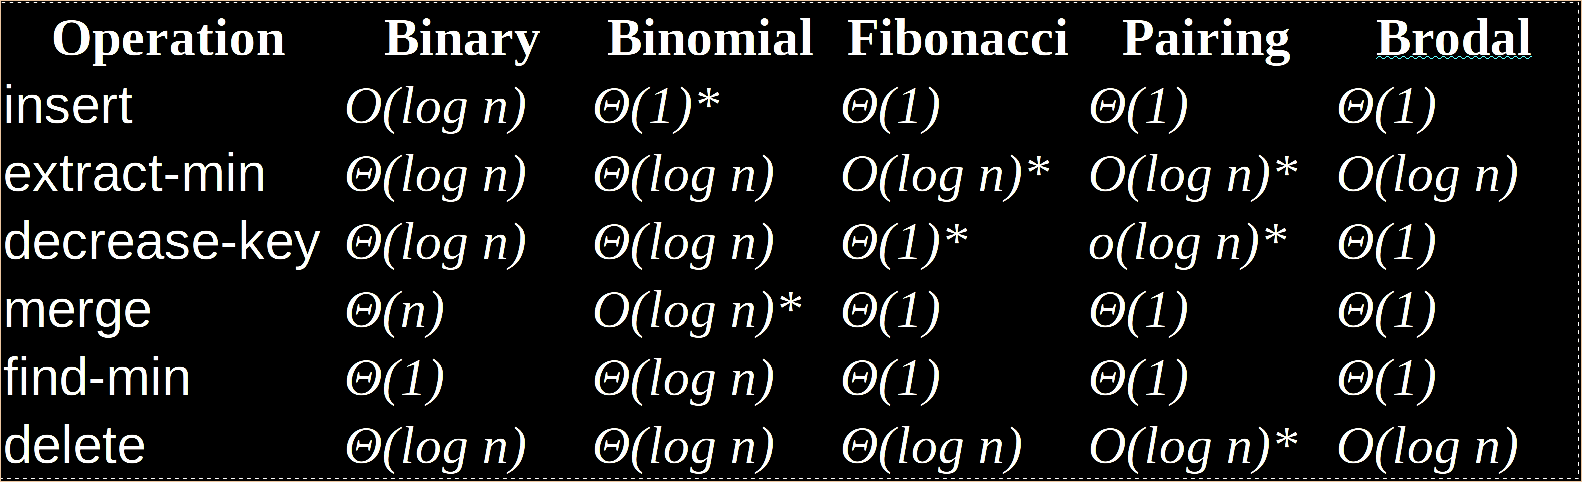 Operation Binary Binomial Fibonacci Pairing Brodal
insert O(log n) Θ(1)* Θ(1) Θ(1) Θ(1)
extract-min Θ(log n) Θ(log n) O(log n)* O(log n)* O(log n)
decrease-key Θ(log n) Θ(log n) Θ(1)* o(log n)* Θ(1)
merge Θ(n) O(log n)* Θ(1) Θ(1) Θ(1)
find-min Θ(1) Θ(log n) Θ(1) Θ(1) Θ(1)
delete Θ(log n) Θ(log n) Θ(log n) O(log n)* O(log n)